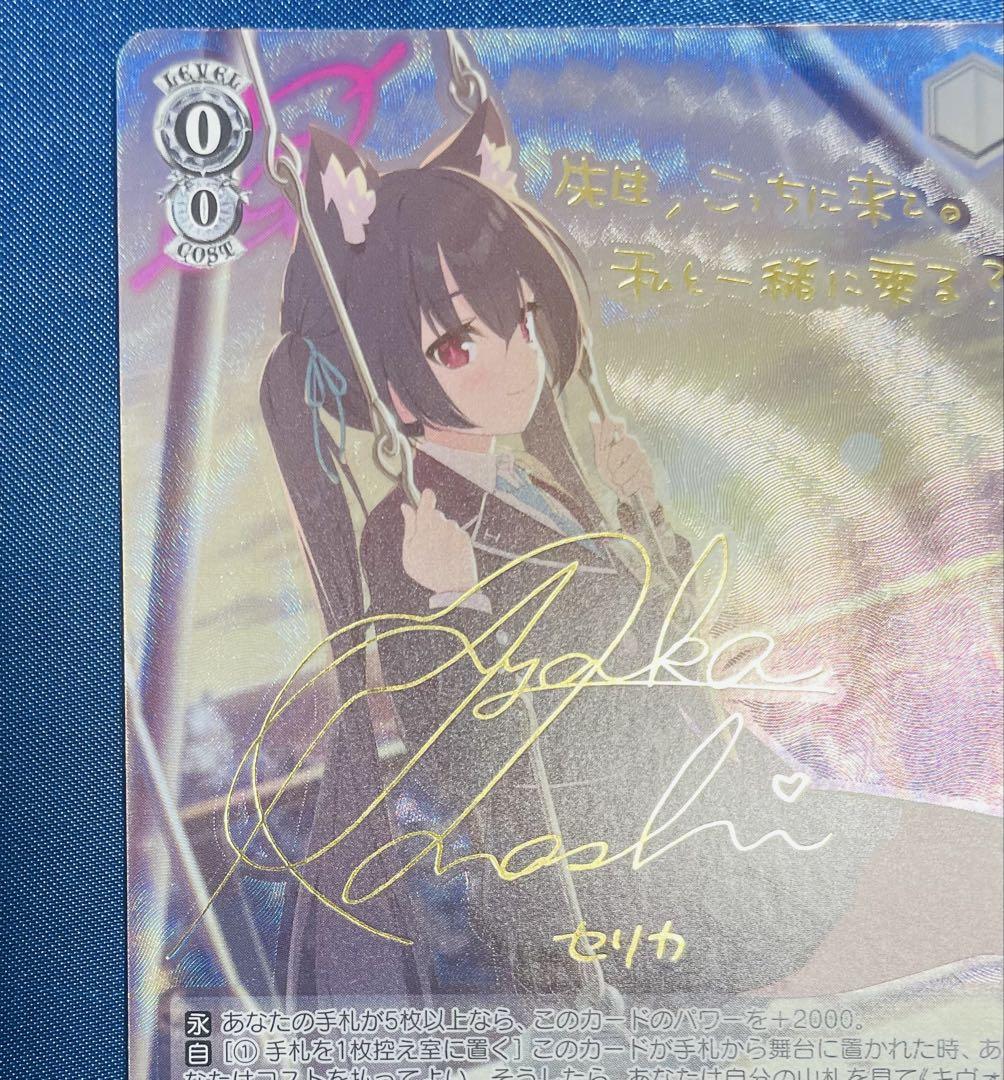 LEVEL
0
0
COST
先生、こっちに来て。
私と一緒に乗る?
Ayaka
Ohashi
セリカ
永 あなたの手札が5枚以上なら、このカードのパワーを+2000。
自 [① 手札を1枚控え室に置く] このカードが手札から舞台に置かれた時、あ
なたはコストを払ってよい。そうしたら、あなたは自分の山札を見て《キヴォ